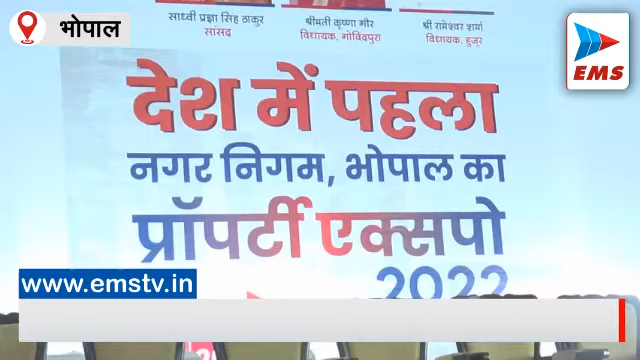 भोपाल
साध्वी प्रज्ञा सिंह ठाकुर
सांसद
श्रीमती कृष्णा गौर
विधायक, गोविंदपुरा
श्री रामेश्वर शर्मा
विधायक, हुजूर
EMS
देश में पहला
नगर निगम, भोपाल का
प्रॉपर्टी एक्सपो
2022
www.emstv.in